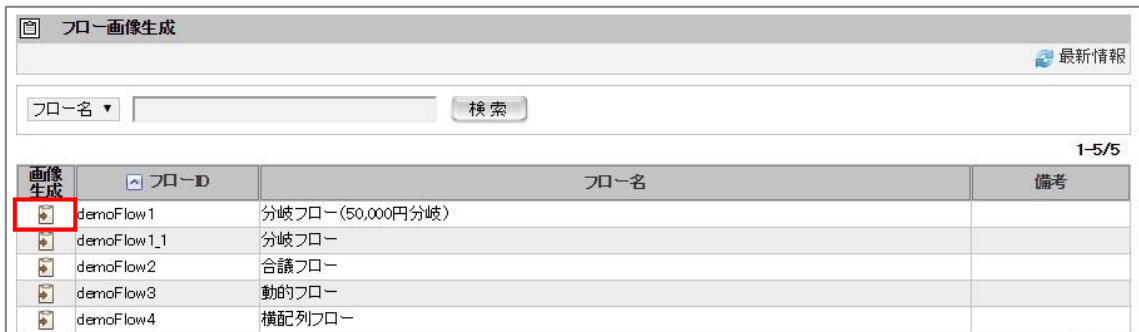 フロー画像生成
最新情報
フロー名 ▼ 検索
1-5/5
画像生成 フローID フロー名 備考
demoFlow1 分岐フロー(50,000円分岐)
demoFlow1_1 分岐フロー
demoFlow2 合議フロー
demoFlow3 動的フロー
demoFlow4 横配列フロー